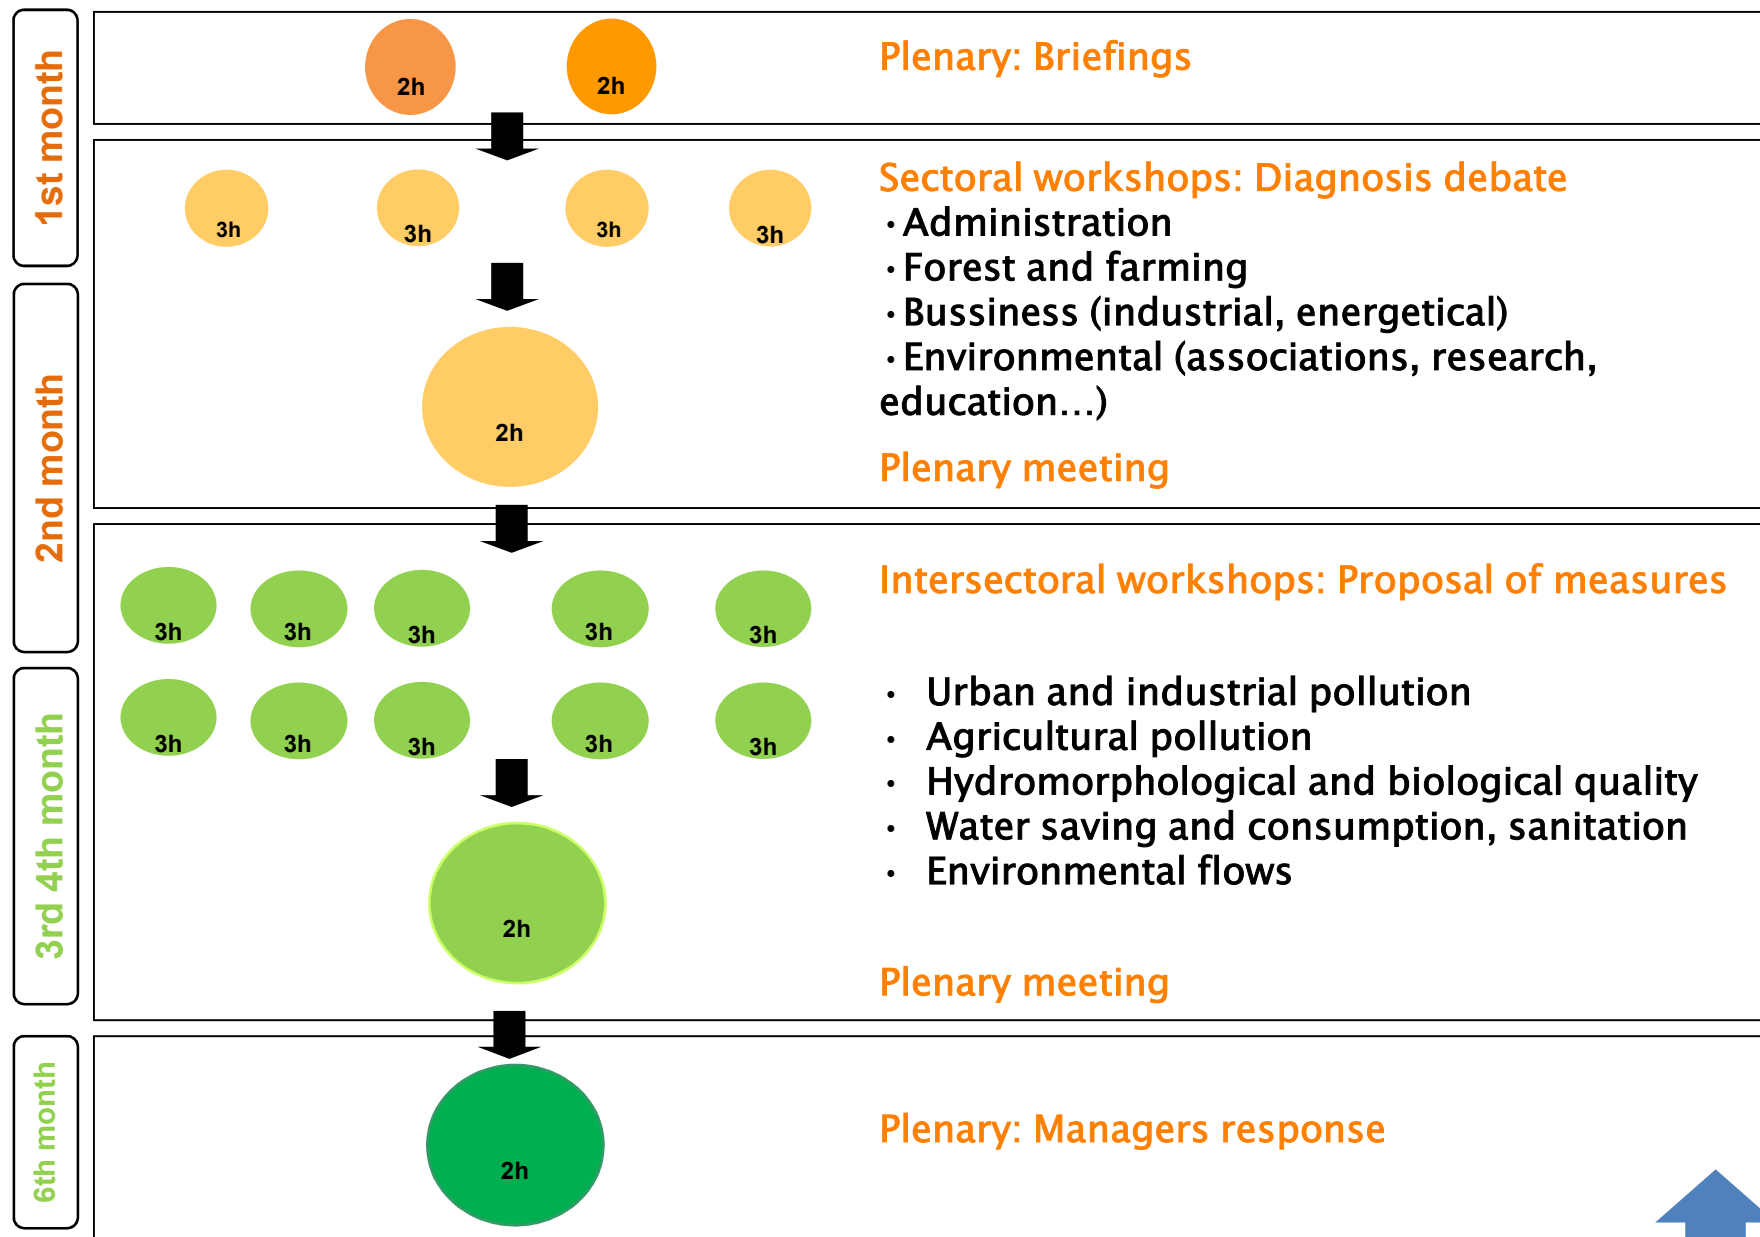 1st month
2h
2h
Plenary: Briefings
3h
3h
3h
3h
Sectoral workshops: Diagnosis debate
•Administration
•Forest and farming
•Bussiness (industrial, energetical)
•Environmental (associations, research,
education…)
2nd month
2h
Plenary meeting
Intersectoral workshops: Proposal of measures
3h
3h
3h
3h
3h
3rd 4th month
3h
3h
3h
3h
3h
• Urban and industrial pollution
• Agricultural pollution
• Hydromorphological and biological quality
• Water saving and consumption, sanitation
• Environmental flows
2h
Plenary meeting
6th month
2h
Plenary: Managers response